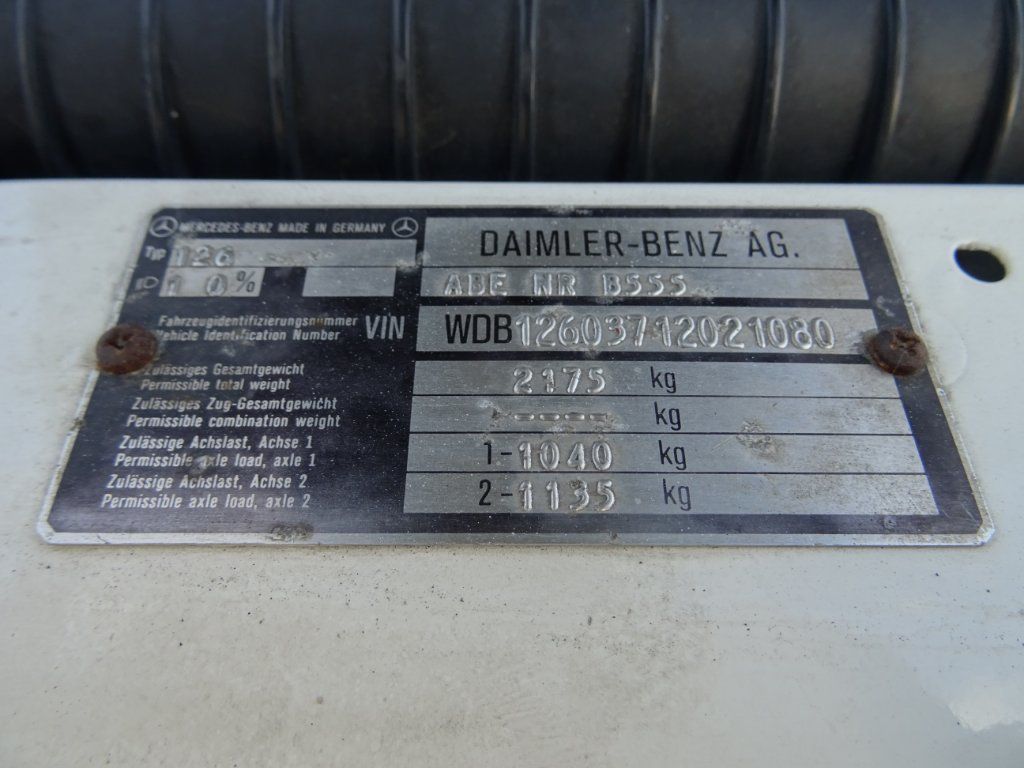 MERCEDES-BENZ MADE IN GERMANY
DAIMLER-BENZ AG.
TYP 126
ABE NR B555
10%
Fahrzeugidentifizierungsnummer
Vehicle Identification Number
VIN WDB12603712021080
Zulässiges Gesamtgewicht
Permissible total weight
2175 kg
Zulässiges Zug-Gesamtgewicht
Permissible combination weight
---- kg
Zulässige Achslast, Achse 1
Permissible axle load, axle 1
1-1040 kg
Zulässige Achslast, Achse 2
Permissible axle load, axle 2
2-1135 kg